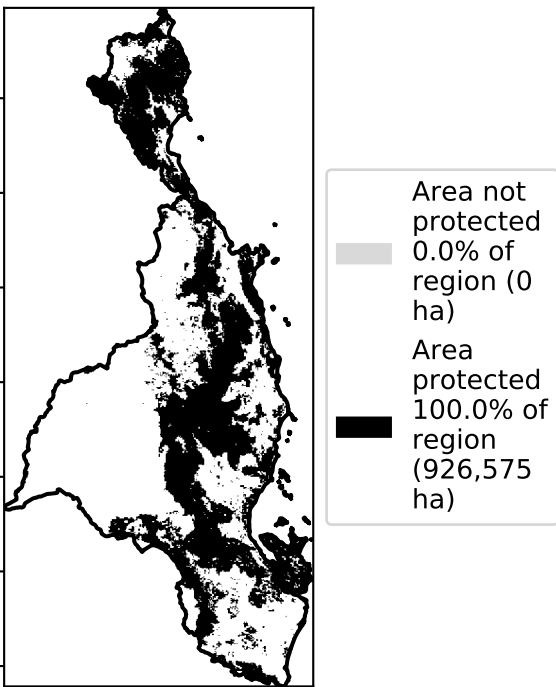 Area not
protected
0.0% of
region (0
ha)
Area
protected
100.0% of
region
(926,575
ha)